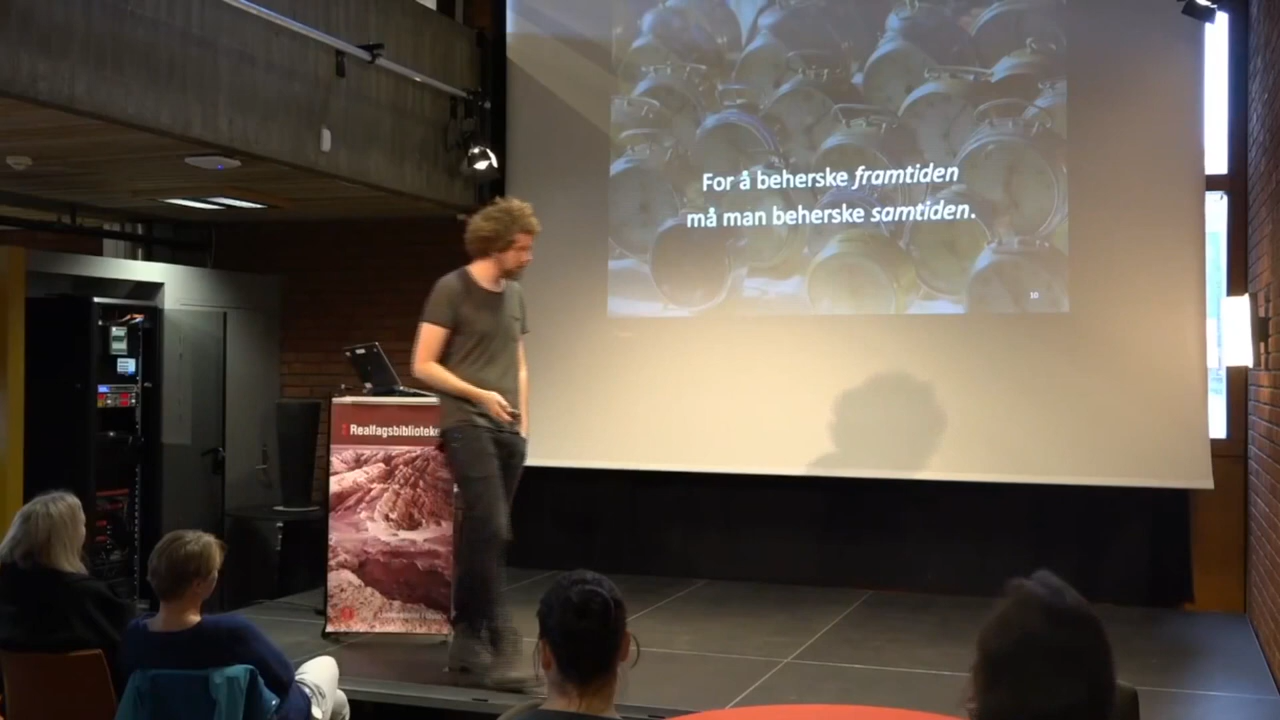 For å beherske framtiden
må man beherske samtiden.
10
Realfagsbibliotek